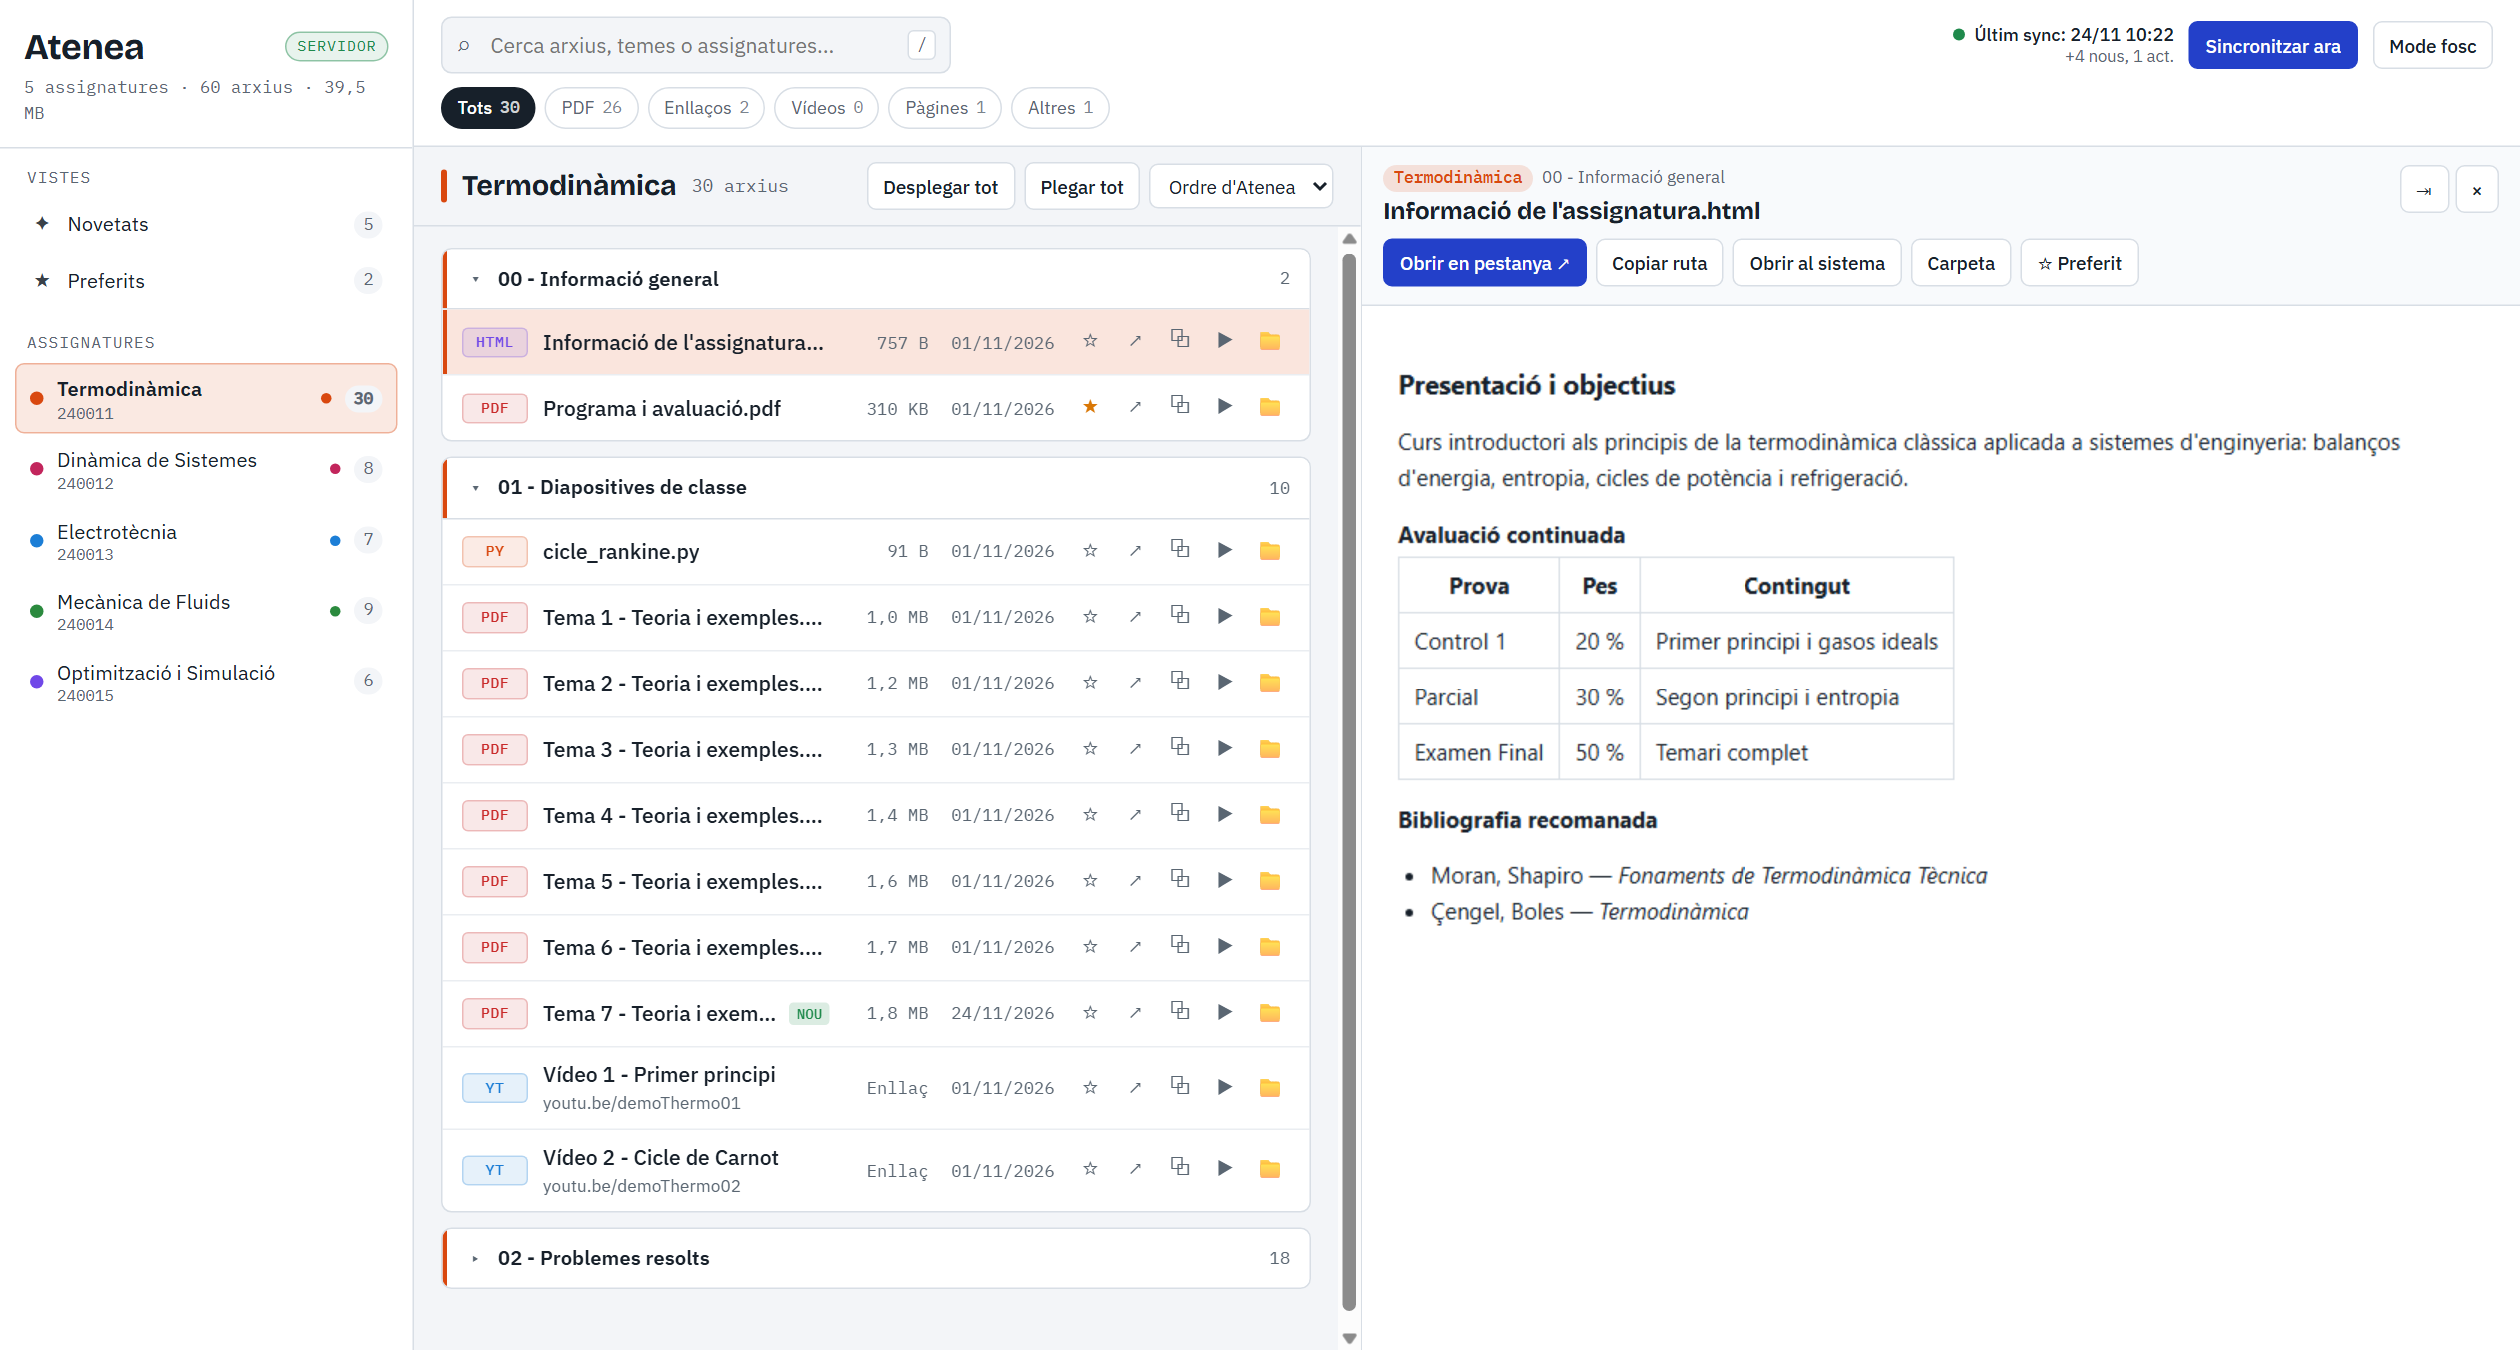 Atenea
SERVIDOR
5 assignatures · 60 arxius · 39,5
MB
VISTES
✦ Novetats 5
★ Preferits 2
ASSIGNATURES
Termodinàmica 30
240011
Dinàmica de Sistemes 8
240012
Electrotècnia 7
240013
Mecànica de Fluids 9
240014
Optimització i Simulació 6
240015
Cerca arxius, temes o assignatures... /
Tots 30 PDF 26 Enllaços 2 Vídeos 0 Pàgines 1 Altres 1
Últim sync: 24/11 10:22
+4 nous, 1 act.
Sincronitzar ara
Mode fosc
Termodinàmica 30 arxius
Desplegar tot Plegar tot Ordre d'Atenea
00 - Informació general 2
HTML Informació de l'assignatura... 757 B 01/11/2026
PDF Programa i avaluació.pdf 310 KB 01/11/2026
01 - Diapositives de classe 10
PY cicle_rankine.py 91 B 01/11/2026
PDF Tema 1 - Teoria i exemples.... 1,0 MB 01/11/2026
PDF Tema 2 - Teoria i exemples.... 1,2 MB 01/11/2026
PDF Tema 3 - Teoria i exemples.... 1,3 MB 01/11/2026
PDF Tema 4 - Teoria i exemples.... 1,4 MB 01/11/2026
PDF Tema 5 - Teoria i exemples.... 1,6 MB 01/11/2026
PDF Tema 6 - Teoria i exemples.... 1,7 MB 01/11/2026
PDF Tema 7 - Teoria i exem... NOU 1,8 MB 24/11/2026
YT Vídeo 1 - Primer principi Enllaç 01/11/2026
youtu.be/demoThermo01
YT Vídeo 2 - Cicle de Carnot Enllaç 01/11/2026
youtu.be/demoThermo02
02 - Problemes resolts 18
Termodinàmica 00 - Informació general
Informació de l'assignatura.html
Obrir en pestanya ↗ Copiar ruta Obrir al sistema Carpeta ☆ Preferit
Presentació i objectius
Curs introductori als principis de la termodinàmica clàssica aplicada a sistemes d'enginyeria: balanços
d'energia, entropia, cicles de potència i refrigeració.
Avaluació continuada
Prova Pes Contingut
Control 1 20 % Primer principi i gasos ideals
Parcial 30 % Segon principi i entropia
Examen Final 50 % Temari complet
Bibliografia recomanada
• Moran, Shapiro — Fonaments de Termodinàmica Tècnica
• Çengel, Boles — Termodinàmica